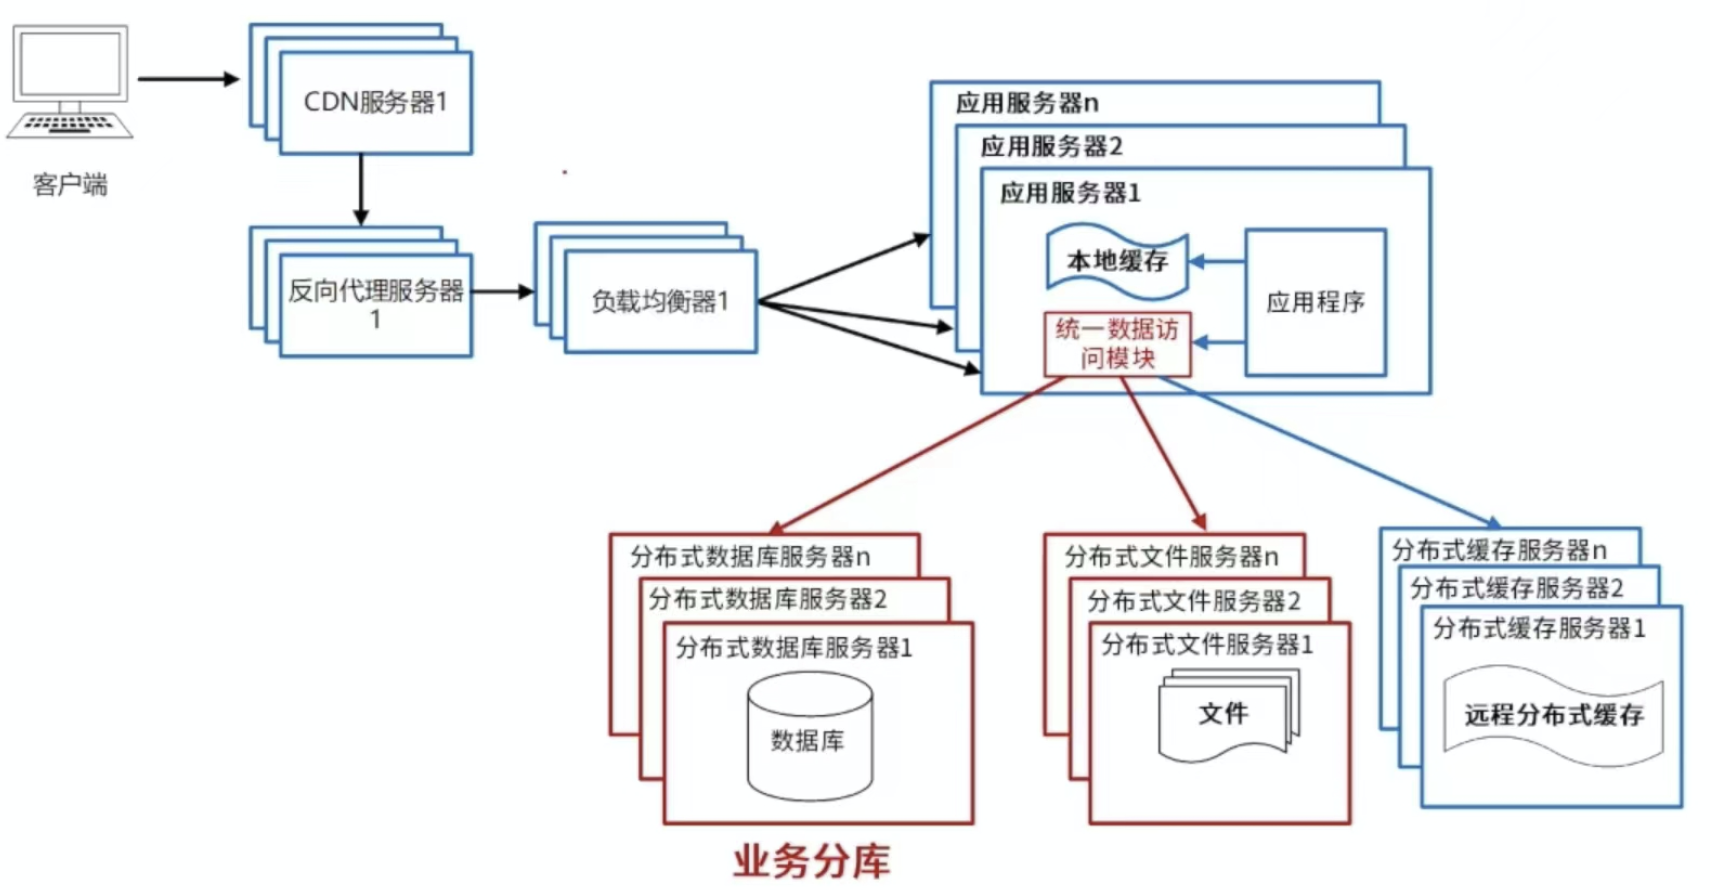 客户端
CDN服务器1
反向代理服务器
1
负载均衡器1
应用服务器n
应用服务器2
应用服务器1
本地缓存
统一数据访
问模块
应用程序
分布式数据库服务器n
分布式数据库服务器2
分布式数据库服务器1
数据库
业务分库
分布式文件服务器n
分布式文件服务器2
分布式文件服务器1
文件
分布式缓存服务器n
分布式缓存服务器2
分布式缓存服务器1
远程分布式缓存